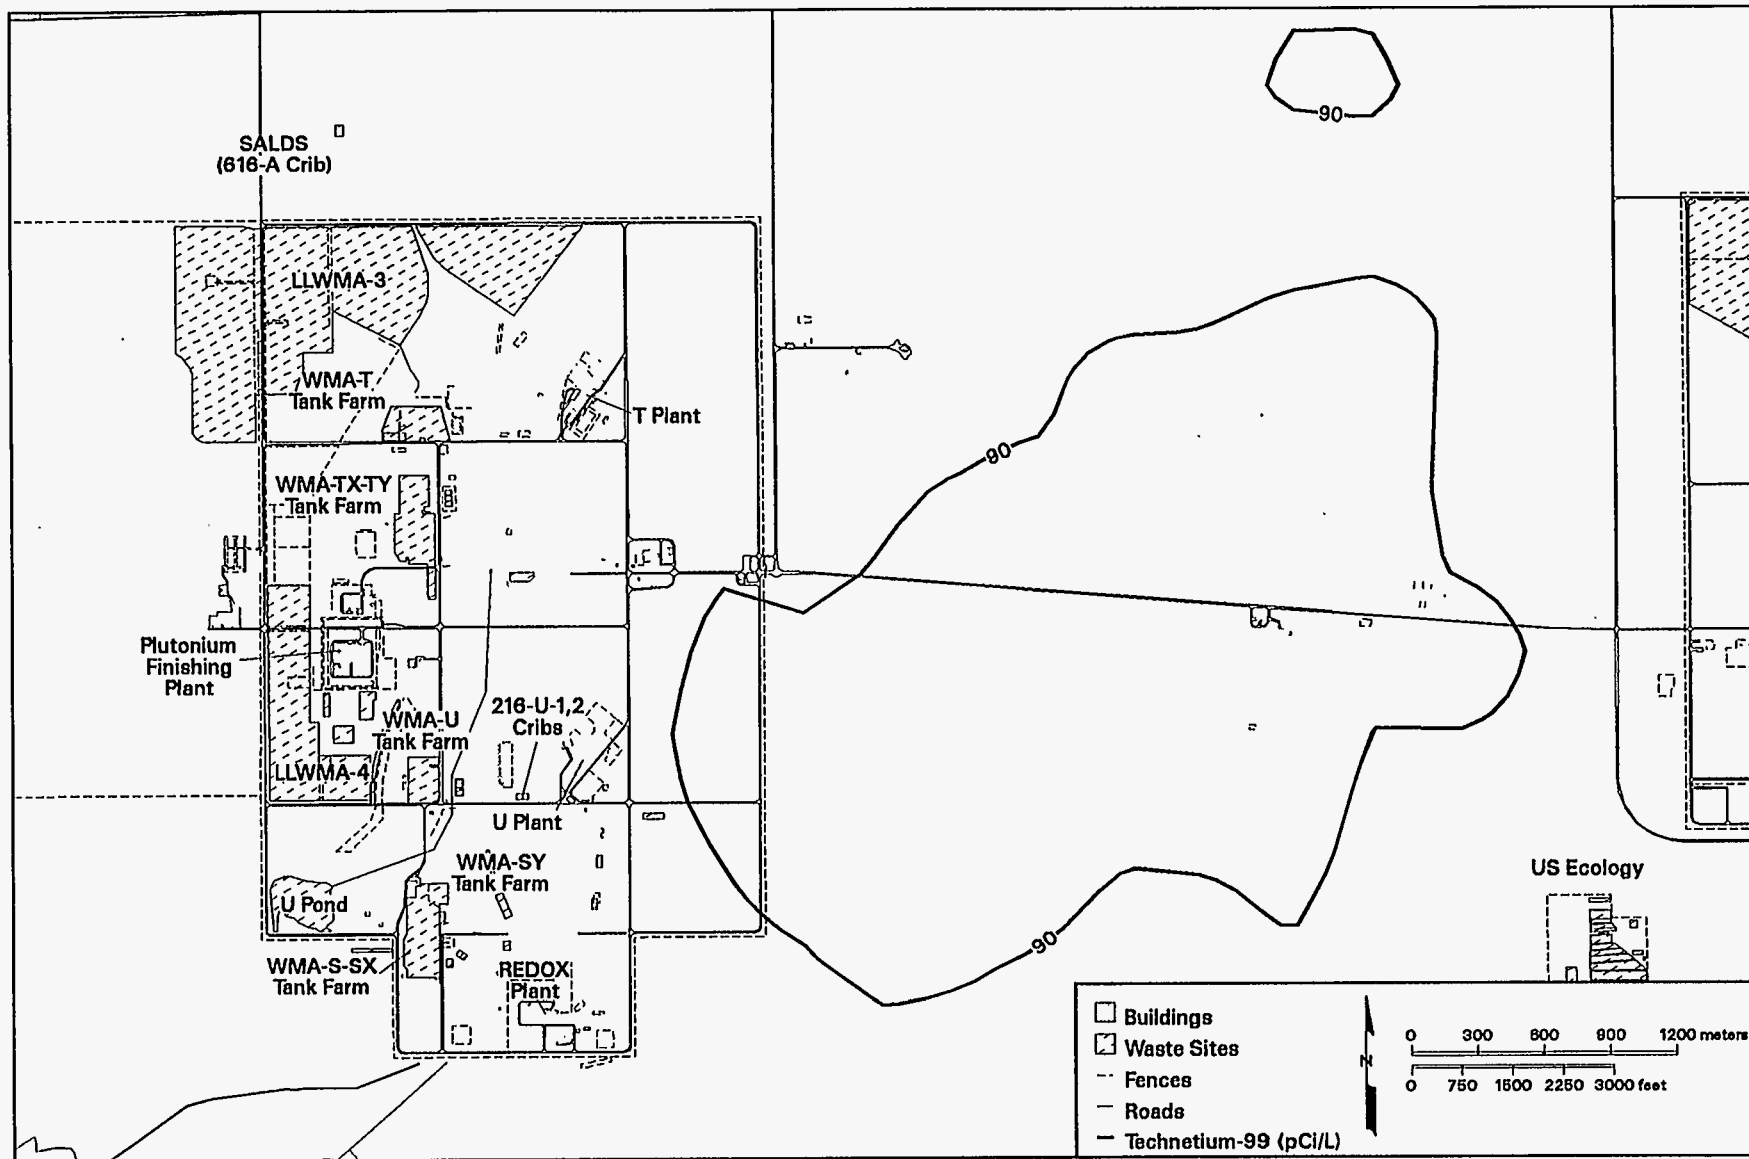 90
SALDS
(616-A Crib)
LLWMA-3
WMA-T
Tank Farm
T Plant
90
WMA-TX-TY
Tank Farm
Plutonium
Finishing
Plant
216-U-1,2
Cribs
WMA-U
Tank Farm
LLWMA-4
U Plant
WMA-SY
Tank Farm
US Ecology
U Pond
90
WMA-S-SX
Tank Farm
REDOX
Plant
Buildings
Waste Sites
Fences
Roads
Technetium-99 (pCi/L)
N
0 300 600 900 1200 meters
0 750 1500 2250 3000 feet